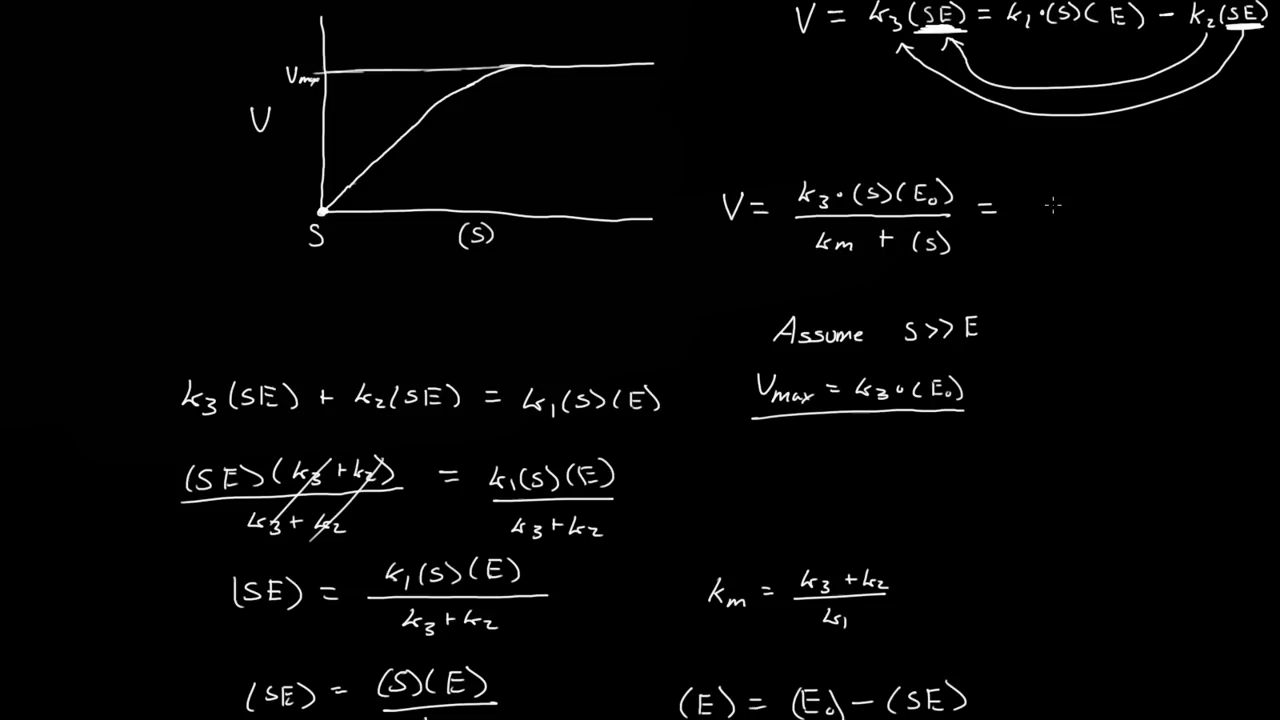 V = k₃(SE) = k₁·(S)(E) − k₂(SE)
Vmax
V
S (S)
V = k₃·(S)(E₀) / km + (S) =
Assume S>>E
Vmax = k₃·(E₀)
k₃(SE) + k₂(SE) = k₁(S)(E)
(SE)(k₃+k₂) / k₃+k₂ = k₁(S)(E) / k₃+k₂
(SE) = k₁(S)(E) / k₃+k₂
km = k₃+k₂ / k₁
(SE) = (S)(E)
(E) = (E₀) − (SE)